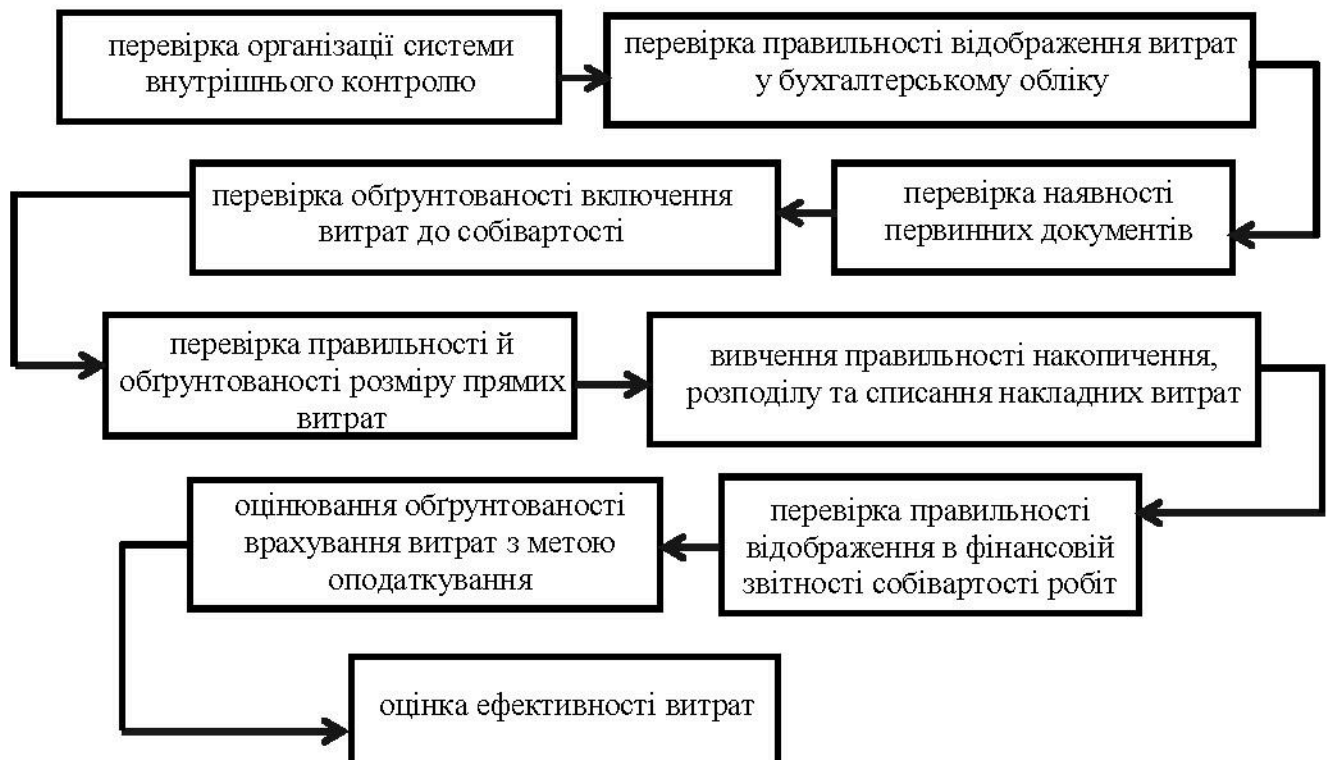 перевірка організації системи
внутрішнього контролю
перевірка правильності відображення витрат
у бухгалтерському обліку
перевірка наявності
первинних документів
перевірка обґрунтованості включення
витрат до собівартості
перевірка правильності й
обґрунтованості розміру прямих
витрат
вивчення правильності накопичення,
розподілу та списання накладних витрат
перевірка правильності
відображення в фінансовій
звітності собівартості робіт
оцінювання обґрунтованості
врахування витрат з метою
оподаткування
оцінка ефективності витрат